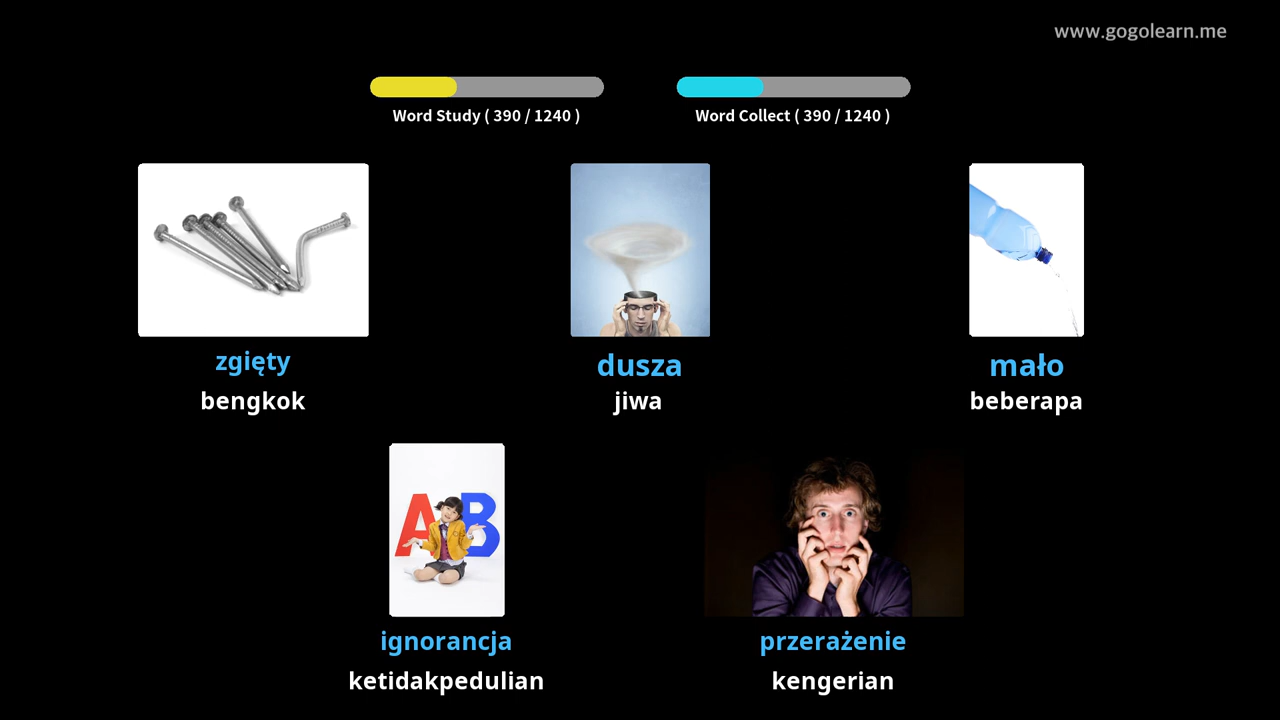 www.gogolearn.me
Word Study ( 390 / 1240 )
Word Collect ( 390 / 1240 )
zgięty
bengkok
dusza
jiwa
mało
beberapa
A B
ignorancja
ketidakpedulian
przerażenie
kengerian